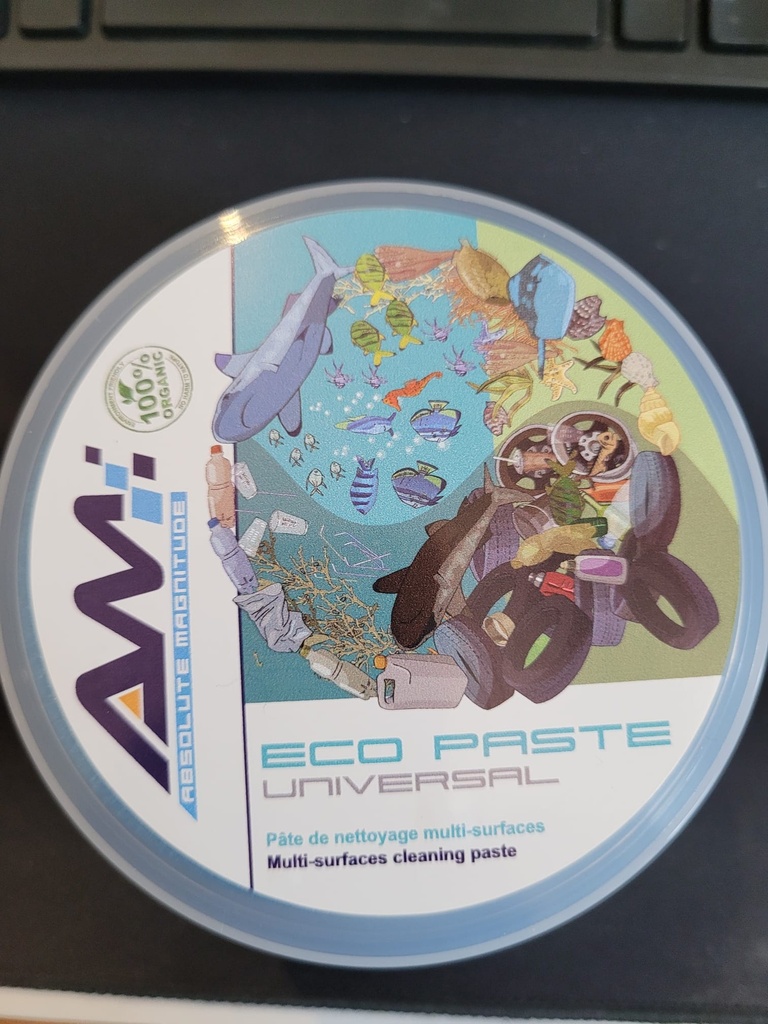 100%
ORGANIC
AM
ABSOLUTE MAGNITUDE
ECO PASTE
UNIVERSAL
Pâte de nettoyage multi-surfaces
Multi-surfaces cleaning paste